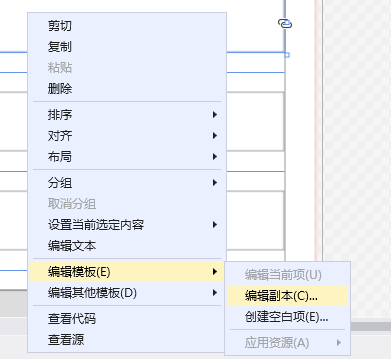 剪切
复制
粘贴
删除
排序
对齐
布局
分组
取消分组
设置当前选定内容
编辑文本
编辑模板(E)
编辑其他模板(D)
查看代码
查看源
编辑当前项(U)
编辑副本(C)...
创建空白项(E)...
应用资源(A)